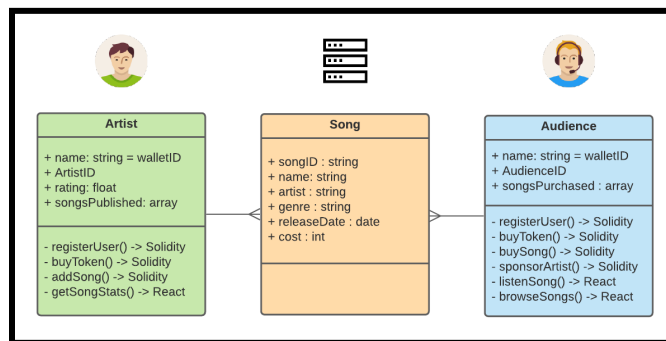 Artist
+ name: string = walletID
+ ArtistID
+ rating: float
+ songsPublished: array
- registerUser() -> Solidity
- buyToken() -> Solidity
- addSong() -> Solidity
- getSongStats() -> React
Song
+ songID : string
+ name: string
+ artist : string
+ genre : string
+ releaseDate : date
+ cost : int
Audience
+ name: string = walletID
+ AudienceID
+ songsPurchased : array
- registerUser() -> Solidity
- buyToken() -> Solidity
- buySong() -> Solidity
- sponsorArtist() -> Solidity
- listenSong() -> React
- browseSongs() -> React